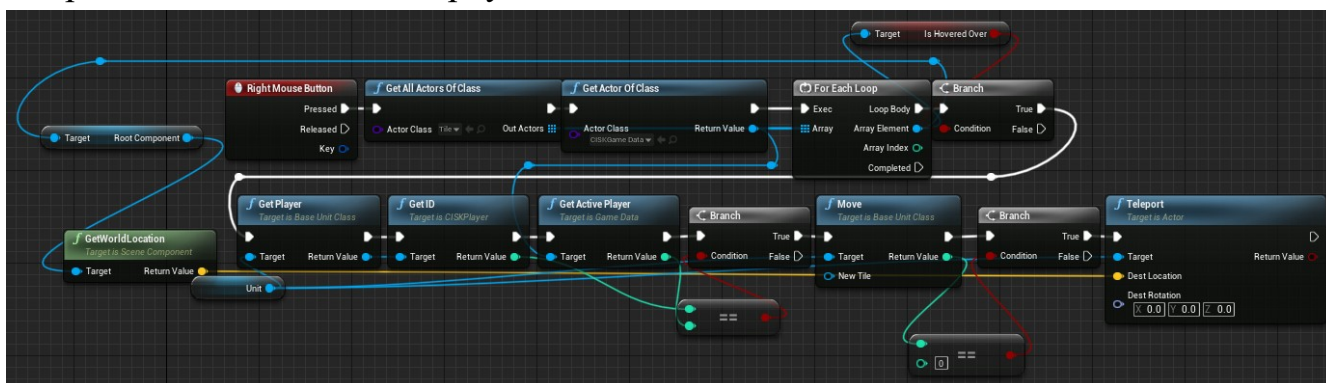 Target Is Hovered Over
Right Mouse Button
Pressed
Released
Key
Get All Actors Of Class
Actor Class Tile Out Actors
Get Actor Of Class
Actor Class Return Value
CISKGame Data
For Each Loop
Exec Loop Body
Array Array Element
Array Index
Completed
Branch
True
Condition False
Target Root Component
Get Player
Target is Base Unit Class
Target Return Value
Get ID
Target is CISKPlayer
Target Return Value
Get Active Player
Target is Game Data
Target Return Value
Branch
True
Condition False
Move
Target is Base Unit Class
Target Return Value
New Tile
Branch
True
Condition False
Teleport
Target is Actor
Target Return Value
Dest Location
Dest Rotation
X 0.0 Y 0.0 Z 0.0
GetWorldLocation
Target is Scene Component
Target Return Value
Unit
==
==
0